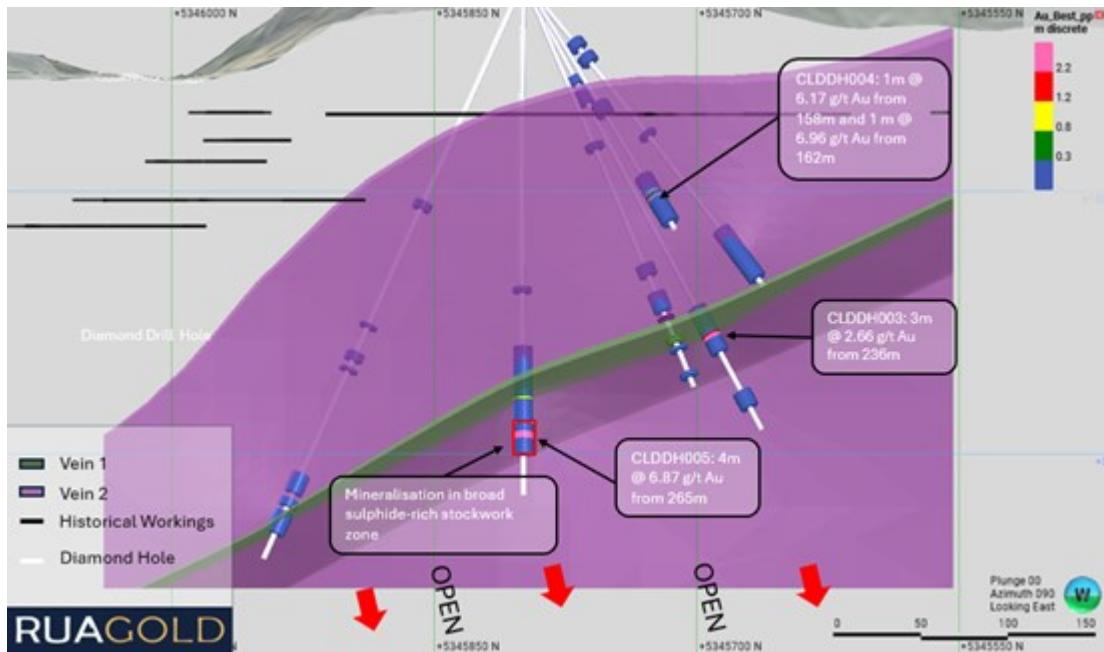 +5346000 N
+5345850 N
+5345700 N
+5345550 N
Au_Best_pp
m discrete
2.2
1.2
0.8
0.3
CLDDH004: 1m @
6.17 g/t Au from
158m and 1 m @
6.96 g/t Au from
162m
Diamond Drill Hole
CLDDH003: 3m
@ 2.66 g/t Au
from 236m
CLDDH005: 4m
@ 6.87 g/t Au
from 265m
Mineralisation in broad
sulphide-rich stockwork
zone
Vein 1
Vein 2
Historical Workings
Diamond Hole
OPEN
OPEN
Plunge 00
Azimuth 090
Looking East
W
0 50 100 150
RUAGOLD
+5345850 N
+5345700 N
+5345550 N